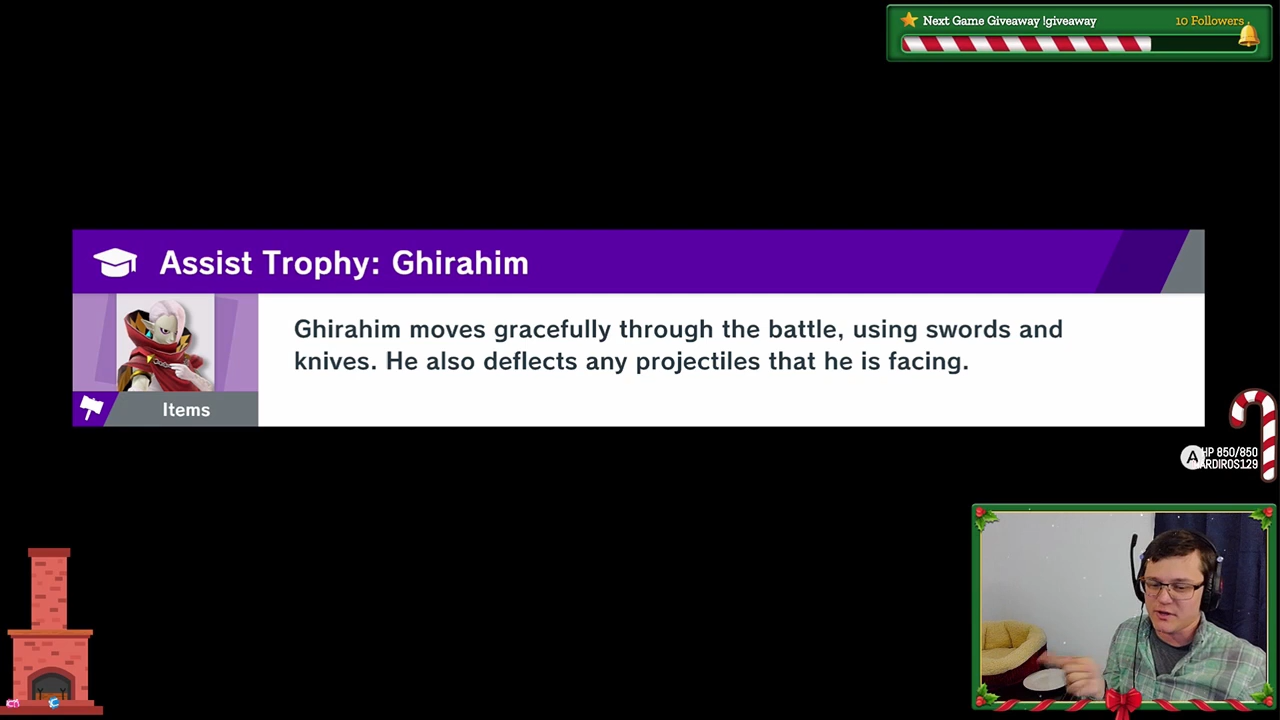 Next Game Giveaway !giveaway
10 Followers
Assist Trophy: Ghirahim
Ghirahim moves gracefully through the battle, using swords and
knives. He also deflects any projectiles that he is facing.
Items
A
HP 850/850
ARDIROS129